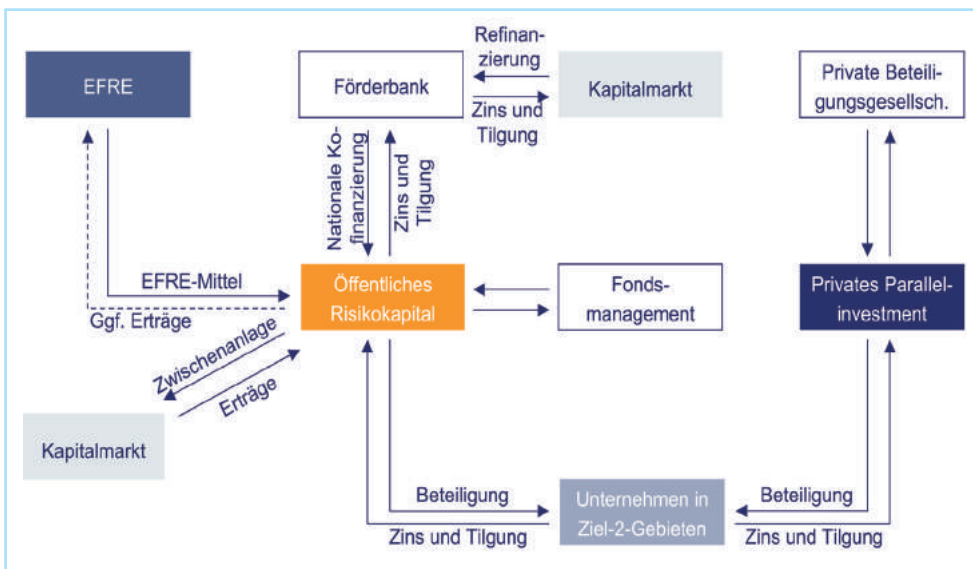 EFRE
Förderbank
Refinan-
zierung
Zins und
Tilgung
Kapitalmarkt
Private Beteili-
gungsgesellsch.
Nationale Ko-
finanzierung
Zins und
Tilgung
EFRE-Mittel
Ggf. Erträge
Öffentliches
Risikokapital
Fonds-
management
Privates Parallel-
investment
Zwischenanlage
Erträge
Kapitalmarkt
Beteiligung
Zins und Tilgung
Unternehmen in
Ziel-2-Gebieten
Beteiligung
Zins und Tilgung